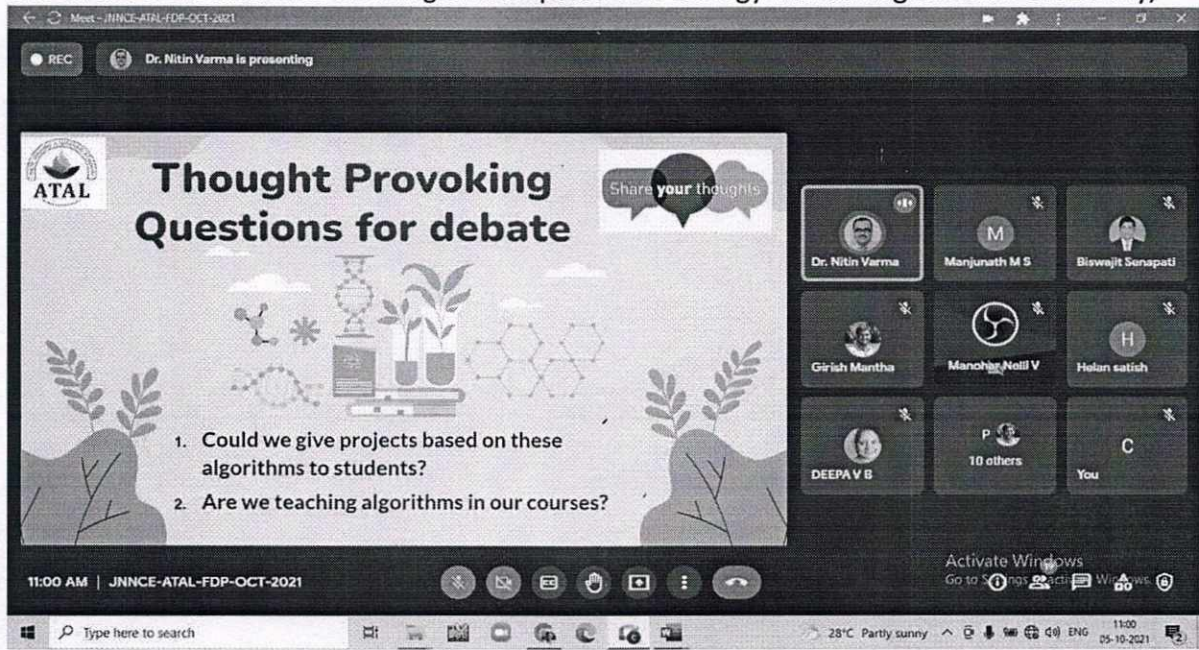 Meet - JNNCE-ATAL-FDP-OCT-2021
REC
Dr. Nitin Varma is presenting
ATAL
Thought Provoking
Questions for debate
Share your thoughts
1. Could we give projects based on these
algorithms to students?
2. Are we teaching algorithms in our courses?
Dr. Nitin Varma
M
Manjunath M S
Biswajit Senapati
Girish Mantha
Manohar Nelli V
H
Helan satish
DEEPA V B
P
10 others
C
You
Activate Windows
Go to
11:00 AM | JNNCE-ATAL-FDP-OCT-2021
Type here to search
28°C Partly sunny
ENG
11:00
05-10-2021
2